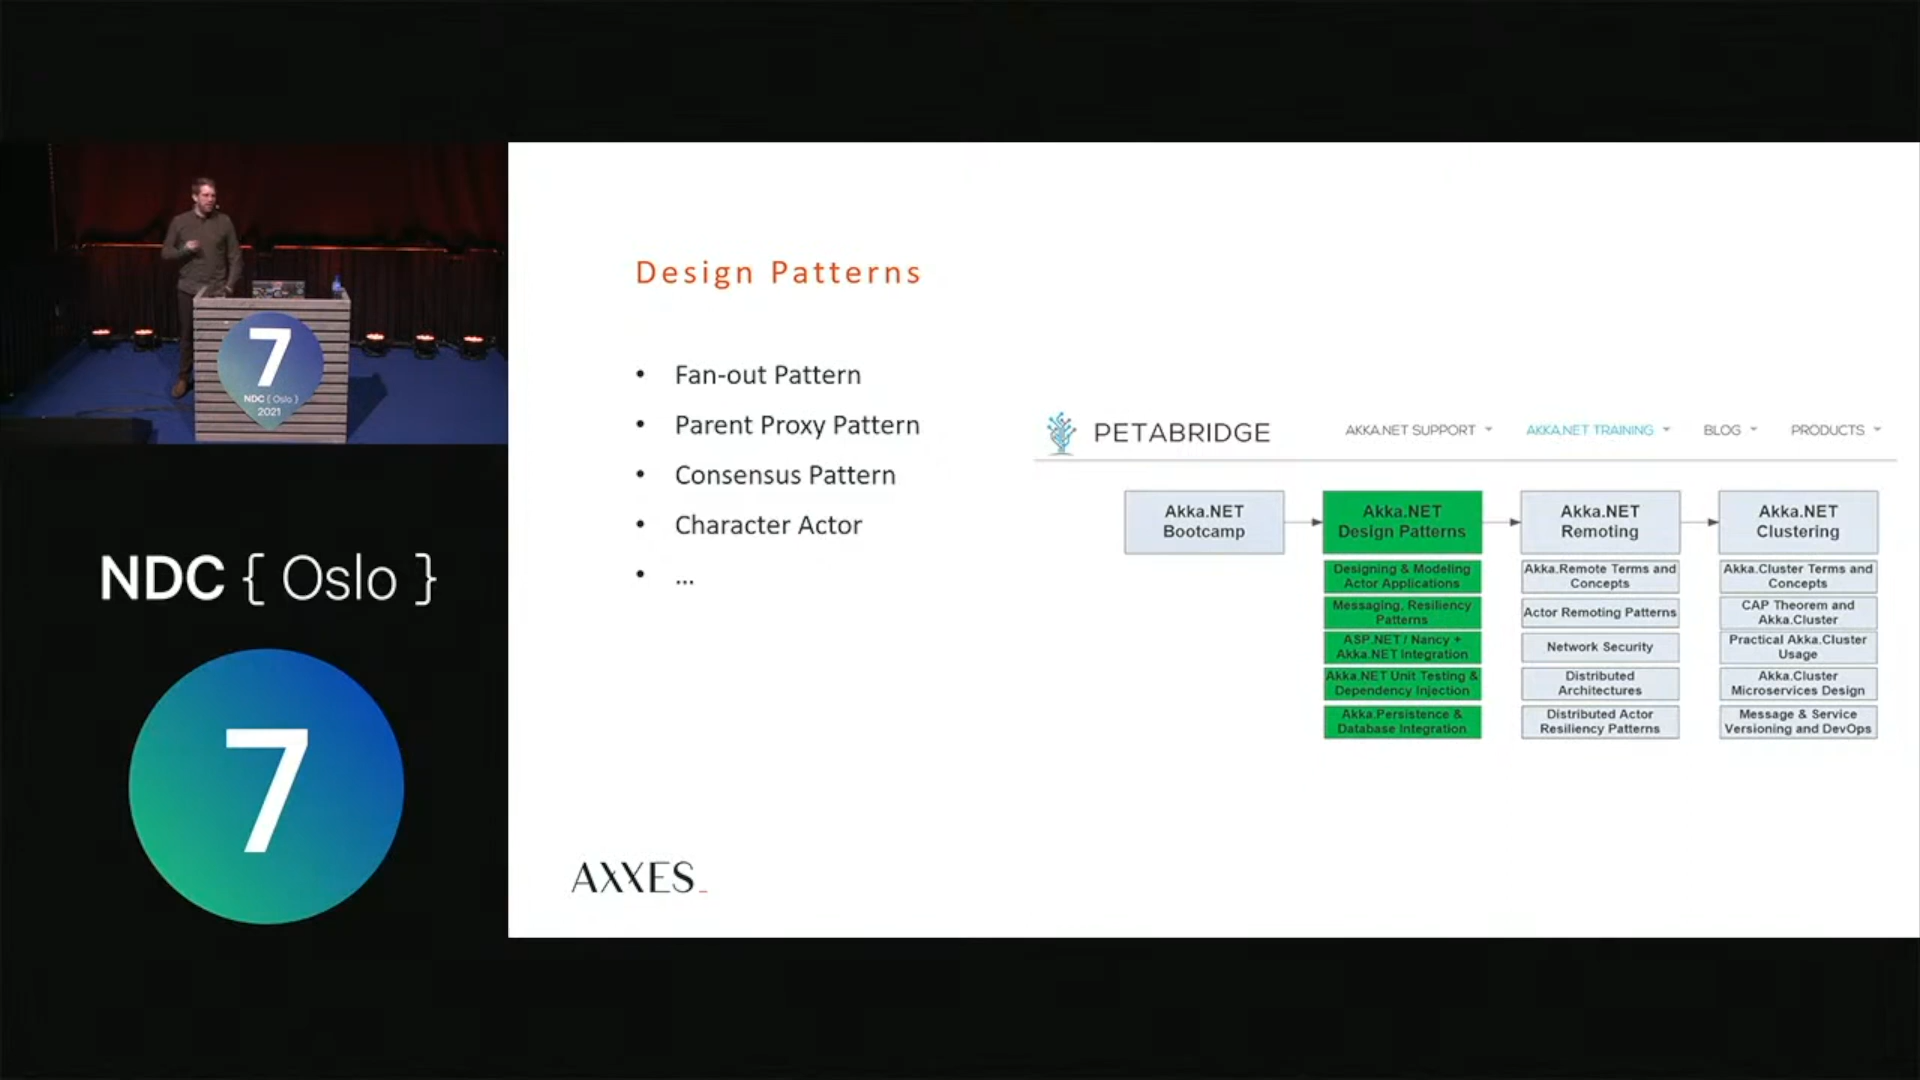 7
NDC { Oslo }
2021
NDC { Oslo }
7
Design Patterns
• Fan-out Pattern
• Parent Proxy Pattern
• Consensus Pattern
• Character Actor
• ...
AXXES_
PETABRIDGE
AKKA.NET SUPPORT
AKKA.NET TRAINING
BLOG
PRODUCTS
Akka.NET
Bootcamp
Akka.NET
Design Patterns
Designing & Modeling
Actor Applications
Messaging, Resiliency
Patterns
ASP.NET / Nancy +
Akka.NET Integration
Akka.NET Unit Testing &
Dependency Injection
Akka.Persistence &
Database Integration
Akka.NET
Remoting
Akka.Remote Terms and
Concepts
Actor Remoting Patterns
Network Security
Distributed
Architectures
Distributed Actor
Resiliency Patterns
Akka.NET
Clustering
Akka.Cluster Terms and
Concepts
CAP Theorem and
Akka.Cluster
Practical Akka.Cluster
Usage
Akka.Cluster
Microservices Design
Message & Service
Versioning and DevOps